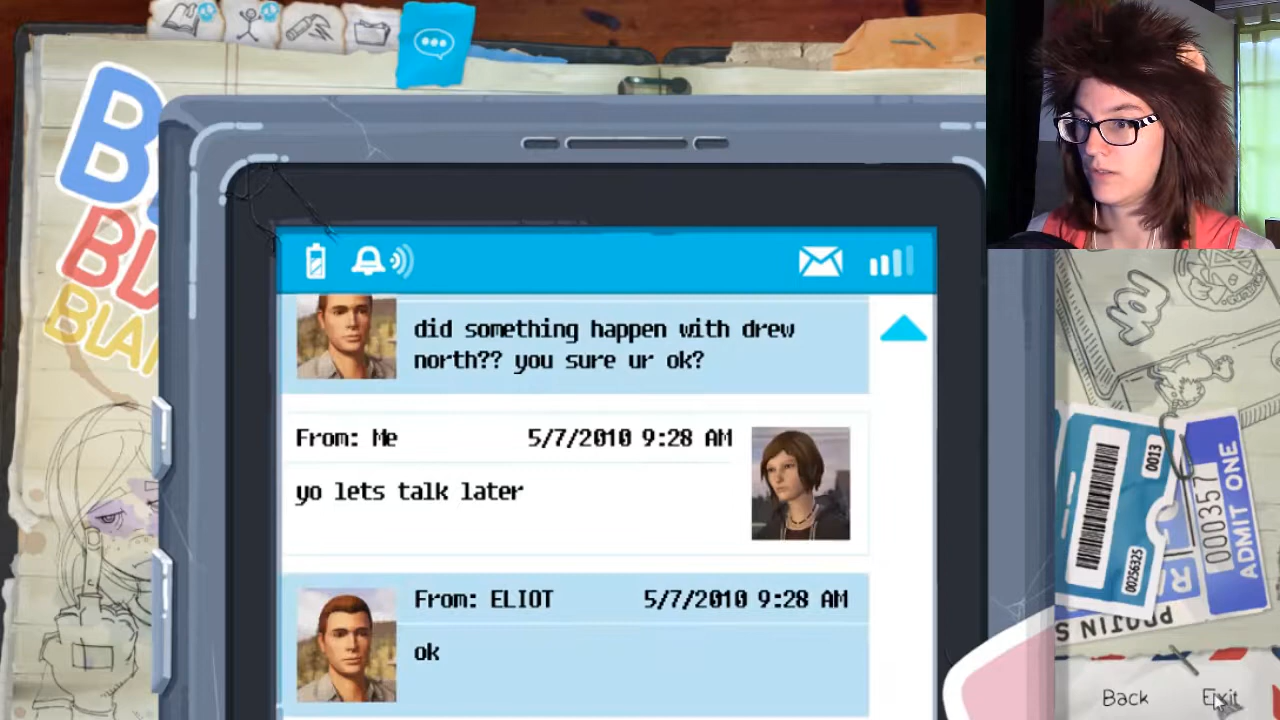 did something happen with drew
north?? you sure ur ok?
From: Me 5/7/2010 9:28 AM
yo lets talk later
From: ELIOT 5/7/2010 9:28 AM
ok
0013
00256325
000357
ADMIT ONE
Back Exit